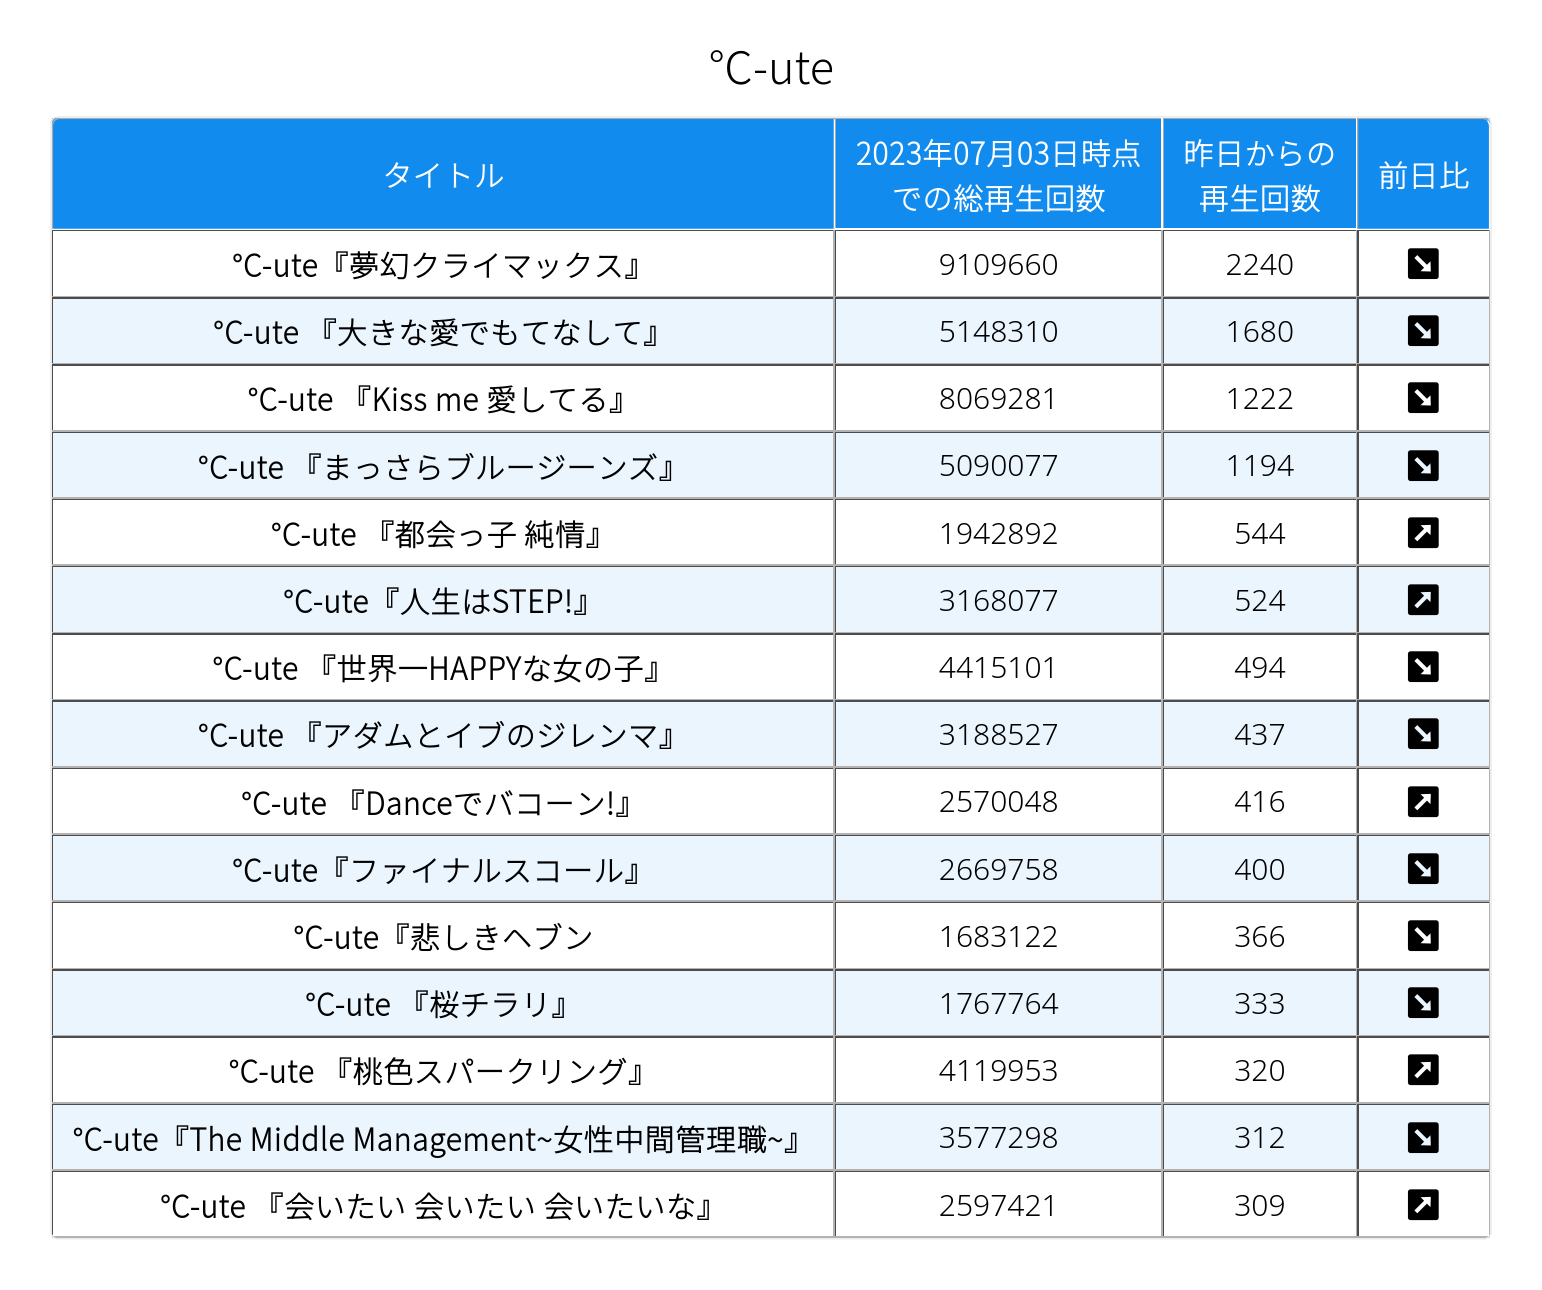 ℃-ute
タイトル
2023年07月03日時点
での総再生回数
昨日からの
再生回数
前日比
℃-ute『夢幻クライマックス』 9109660 2240 ↘
℃-ute 『大きな愛でもてなして』 5148310 1680 ↘
℃-ute 『Kiss me 愛してる』 8069281 1222 ↘
℃-ute 『まっさらブルージーンズ』 5090077 1194 ↘
℃-ute 『都会っ子 純情』 1942892 544 ↗
℃-ute『人生はSTEP!』 3168077 524 ↗
℃-ute 『世界一HAPPYな女の子』 4415101 494 ↘
℃-ute 『アダムとイブのジレンマ』 3188527 437 ↘
℃-ute 『Danceでバコーン!』 2570048 416 ↗
℃-ute『ファイナルスコール』 2669758 400 ↘
℃-ute『悲しきヘブン 1683122 366 ↘
℃-ute 『桜チラリ』 1767764 333 ↘
℃-ute 『桃色スパークリング』 4119953 320 ↗
℃-ute『The Middle Management~女性中間管理職~』 3577298 312 ↘
℃-ute 『会いたい 会いたい 会いたいな』 2597421 309 ↗